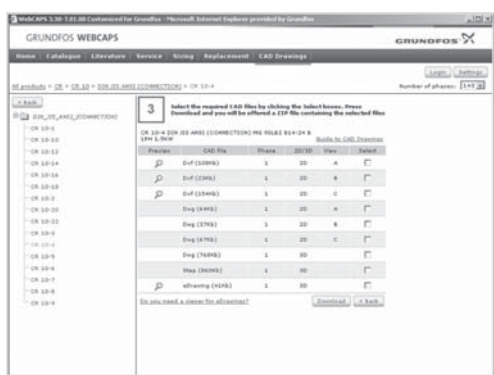 WebCAPS 3.30-7.01.08 Customized for Grundfos - Microsoft Internet Explorer provided by Grundfos
GRUNDFOS WEBCAPS
GRUNDFOS
Home Catalogue Literature Service Sizing Replacement CAD Drawings
Login Settings
All products > CR > CR 10 > DIN JIS ANSI (CONNECTION) > CR 10-4
Number of phases: 1+3
< Back
DIN_JIS_ANSI_(CONNECTION)
CR 10-1
CR 10-10
CR 10-12
CR 10-14
CR 10-16
CR 10-18
CR 10-2
CR 10-20
CR 10-22
CR 10-3
CR 10-4
CR 10-5
CR 10-6
CR 10-7
CR 10-8
CR 10-9
3
Select the required CAD files by clicking the Select boxes. Press
Download and you will be offered a ZIP file containing the selected files
Guide to CAD Drawings
Preview CAD file Phase 2D/3D View Select
Dxf 1 2D A
Dxf (23Kb) 1 2D B
Dxf (154Kb) 1 2D C
Dwg (64Kb) 1 2D A
Dwg (37Kb) 1 2D B
Dwg (67Kb) 1 2D C
Dwg 1 3D
Step 1 3D
eDrawing (41Kb) 1 3D
Do you need a viewer for eDrawings?
Download < Back